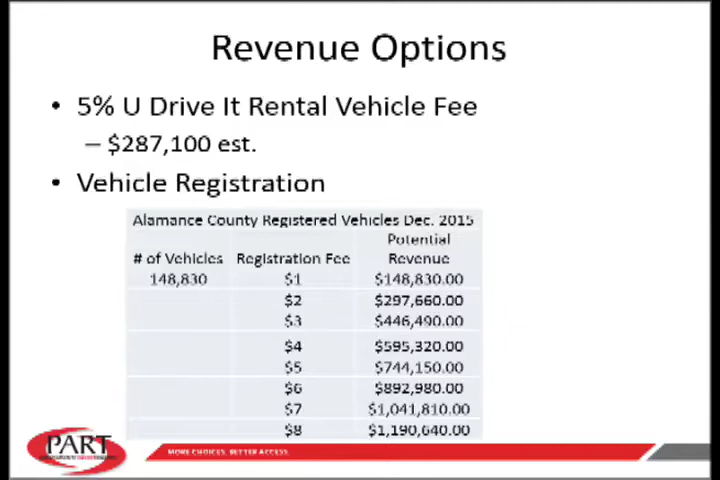 Revenue Options
• 5% U Drive It Rental Vehicle Fee
– $287,100 est.
• Vehicle Registration
Alamance County Registered Vehicles Dec. 2015
# of Vehicles Registration Fee Potential Revenue
148,830 $1 $148,830.00
$2 $297,660.00
$3 $446,490.00
$4 $595,320.00
$5 $744,150.00
$6 $892,980.00
$7 $1,041,810.00
$8 $1,190,640.00
PART
MORE CHOICES. BETTER ACCESS.